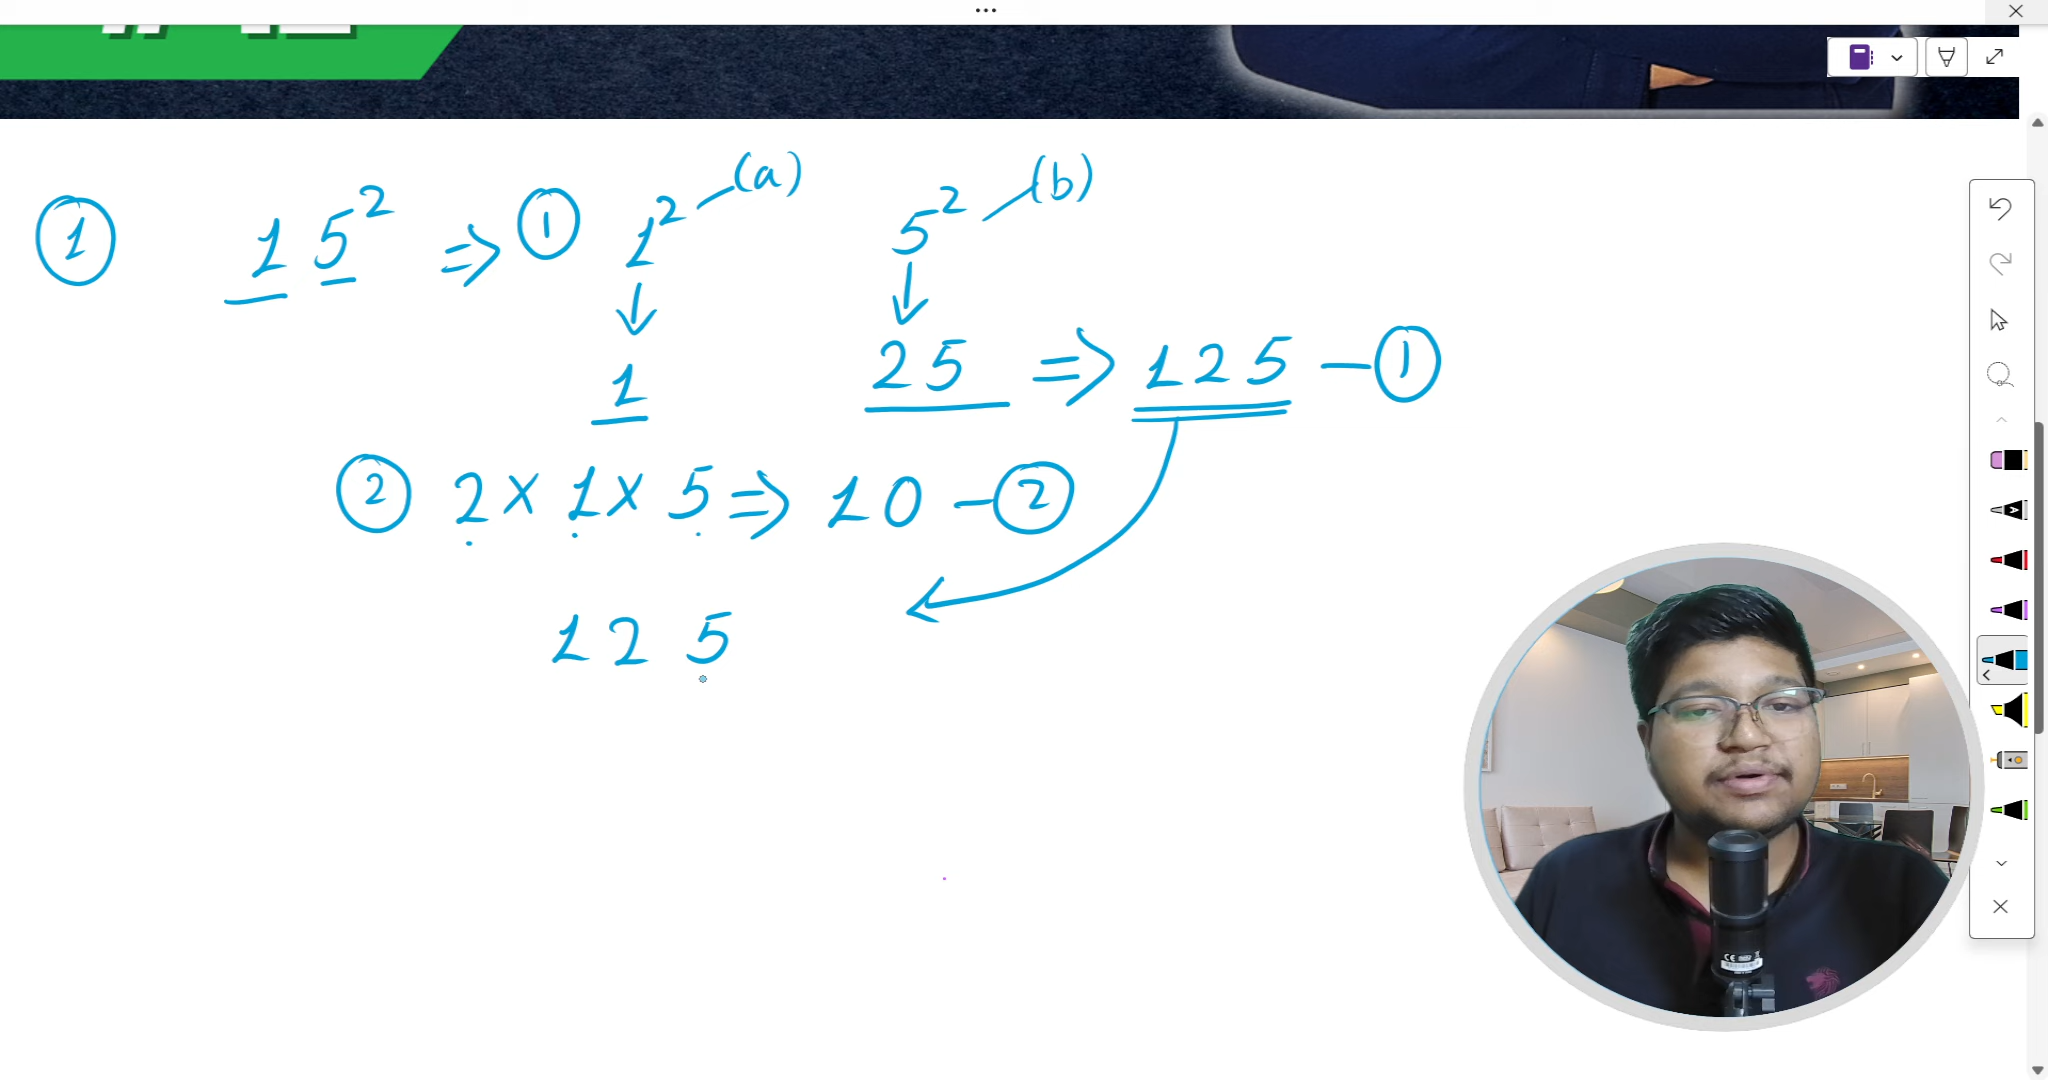 ① 15² ⇒ ① 1² (a) 5² (b)
↓ ↓
1 25 ⇒ 125 – ①
② 2 × 1 × 5 ⇒ 10 – ②
125